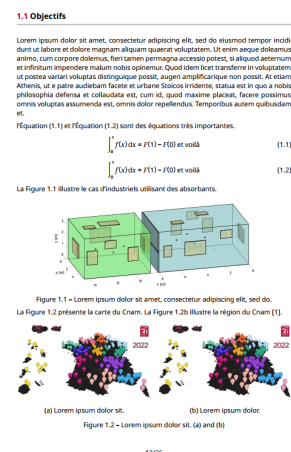 1.1 Objectifs
Lorem ipsum dolor sit amet, consectetur adipiscing elit, sed do eiusmod tempor incidi-
dunt ut labore et dolore magnam aliquam quaerat voluptatem. Ut enim aeque doleamus
animo, cum corpore dolemus, fieri tamen permagna accessio potest, si aliquod aeternum
et infinitum impendere malum nobis opinemur. Quod idem licet transferre in voluptatem
ut postea variari voluptas distinguique possit, augeri amplificarique non possit. At etiam
Athenis, ut e patre audiebam facete et urbane Stoicos irridente, statua est in quo a nobis
philosophia defensa et collaudata est, cum id, quod maxime placeat, facere possimus
omnis voluptas assumenda est, omnis dolor repellendus. Temporibus autem quibusdam
et.
l'Équation (1.1) et l'Équation (1.2) sont des équations très importantes.
∫₀¹ f(x) dx = F(1) − F(0) et voilà (1.1)
∫₀¹ f(x) dx = F(1) − F(0) et voilà (1.2)
La Figure 1.1 illustre le cas d'industriels utilisant des absorbants.
Figure 1.1 – Lorem ipsum dolor sit amet, consectetur adipiscing elit, sed do.
La Figure 1.2 présente la carte du Cnam. La Figure 1.2b illustre la région du Cnam [1].
2022
2022
(a) Lorem ipsum dolor sit.
(b) Lorem ipsum dolor.
Figure 1.2 – Lorem ipsum dolor sit. (a) and (b)